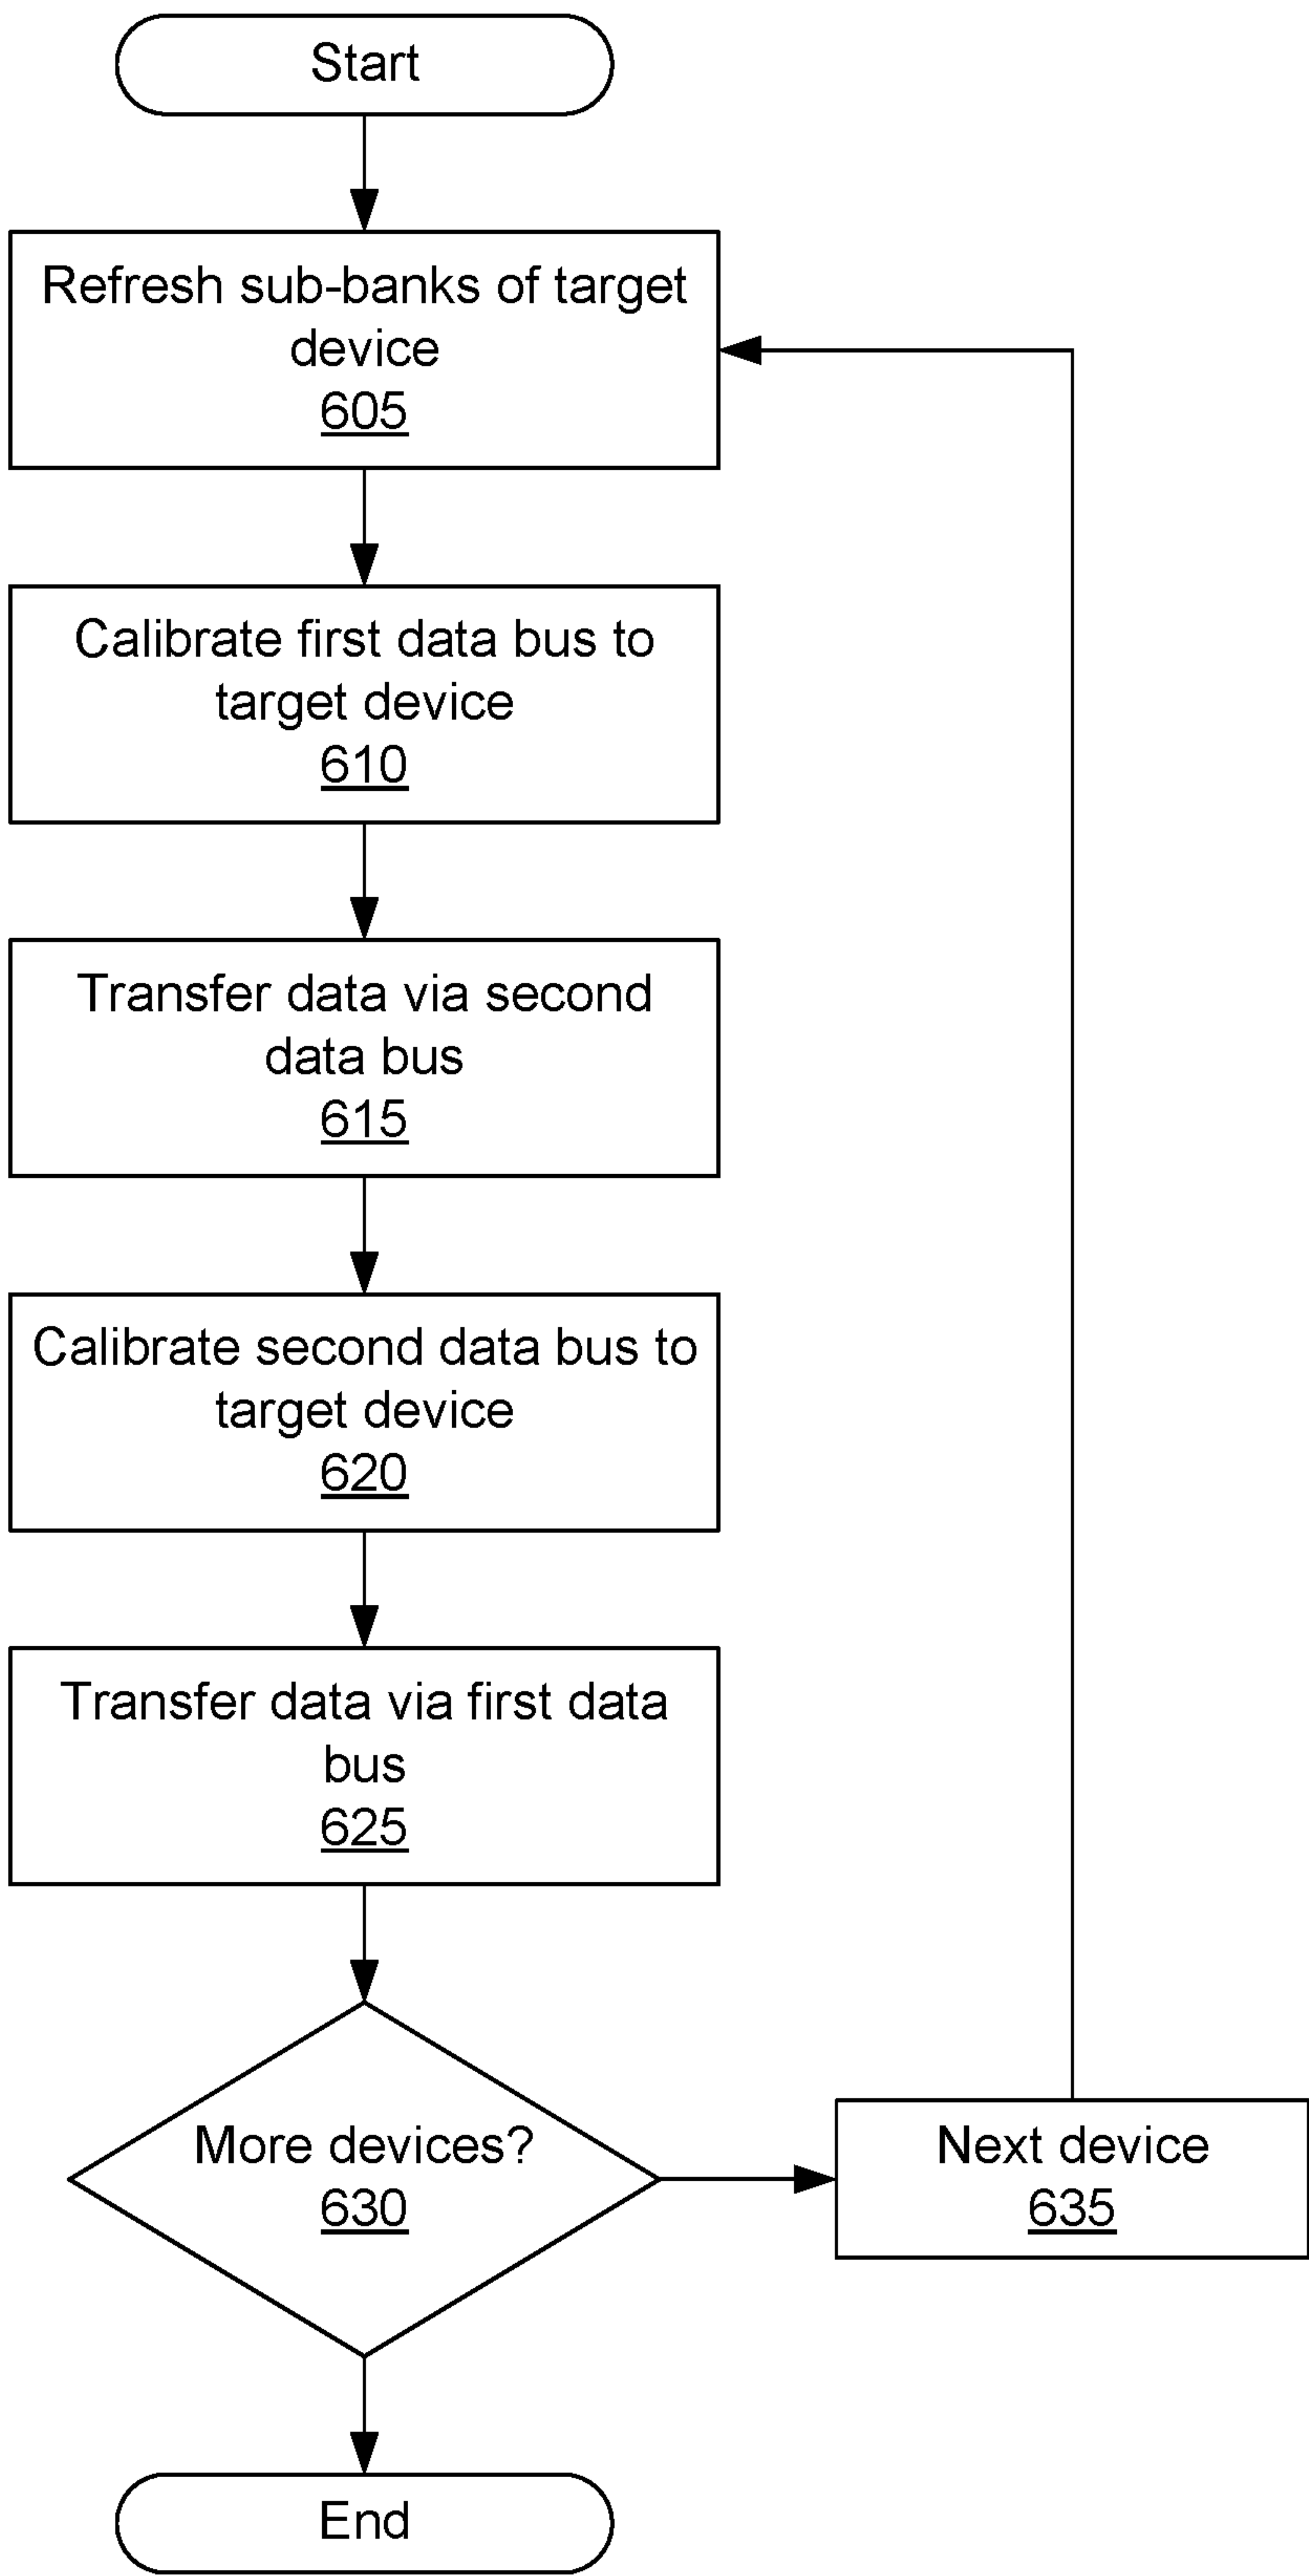 Start
Refresh sub-banks of target
device
605
Calibrate first data bus to
target device
610
Transfer data via second
data bus
615
Calibrate second data bus to
target device
620
Transfer data via first data
bus
625
More devices?
630
Next device
635
End